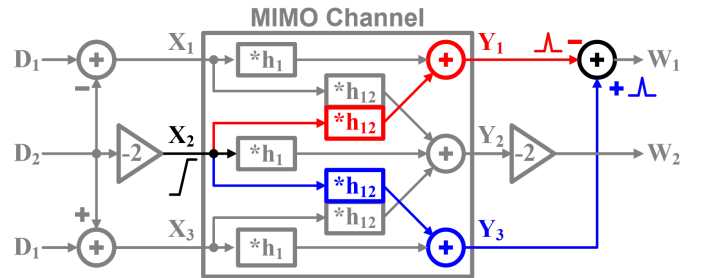 MIMO Channel
D₁ + X₁ *h₁ + Y₁ − + W₁
− *h₁₂ +
*h₁₂
D₂ -2 X₂ *h₁ + Y₂ -2 W₂
*h₁₂
+ *h₁₂
D₁ + X₃ *h₁ + Y₃